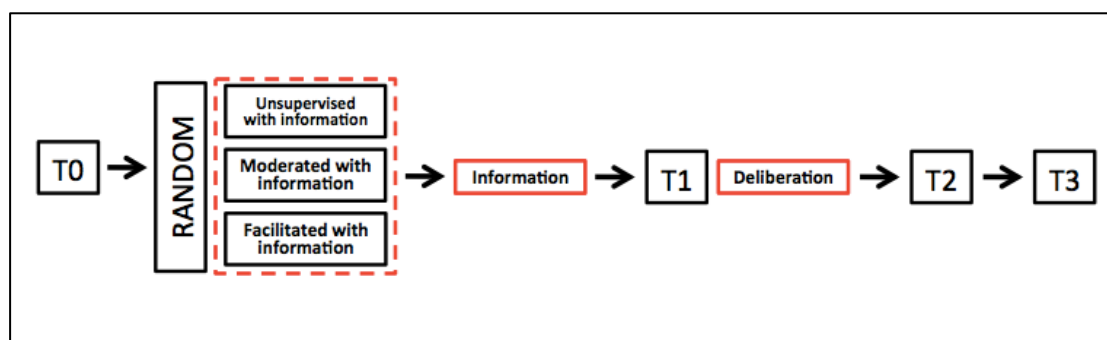 T0
RANDOM
Unsupervised
with information
Moderated with
information
Facilitated with
information
Information
T1
Deliberation
T2
T3